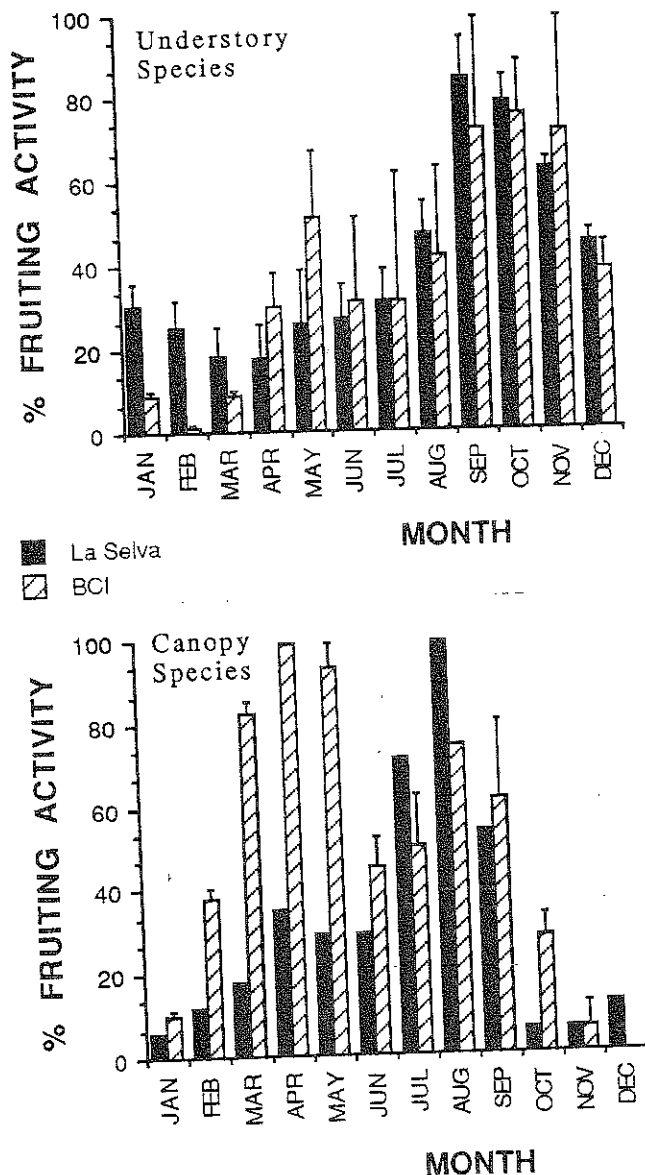 Understory
Species
% FRUITING ACTIVITY
100
80
60
40
20
0
JAN
FEB
MAR
APR
MAY
JUN
JUL
AUG
SEP
OCT
NOV
DEC
MONTH
La Selva
BCI
Canopy
Species
% FRUITING ACTIVITY
100
80
60
40
20
0
JAN
FEB
MAR
APR
MAY
JUN
JUL
AUG
SEP
OCT
NOV
DEC
MONTH